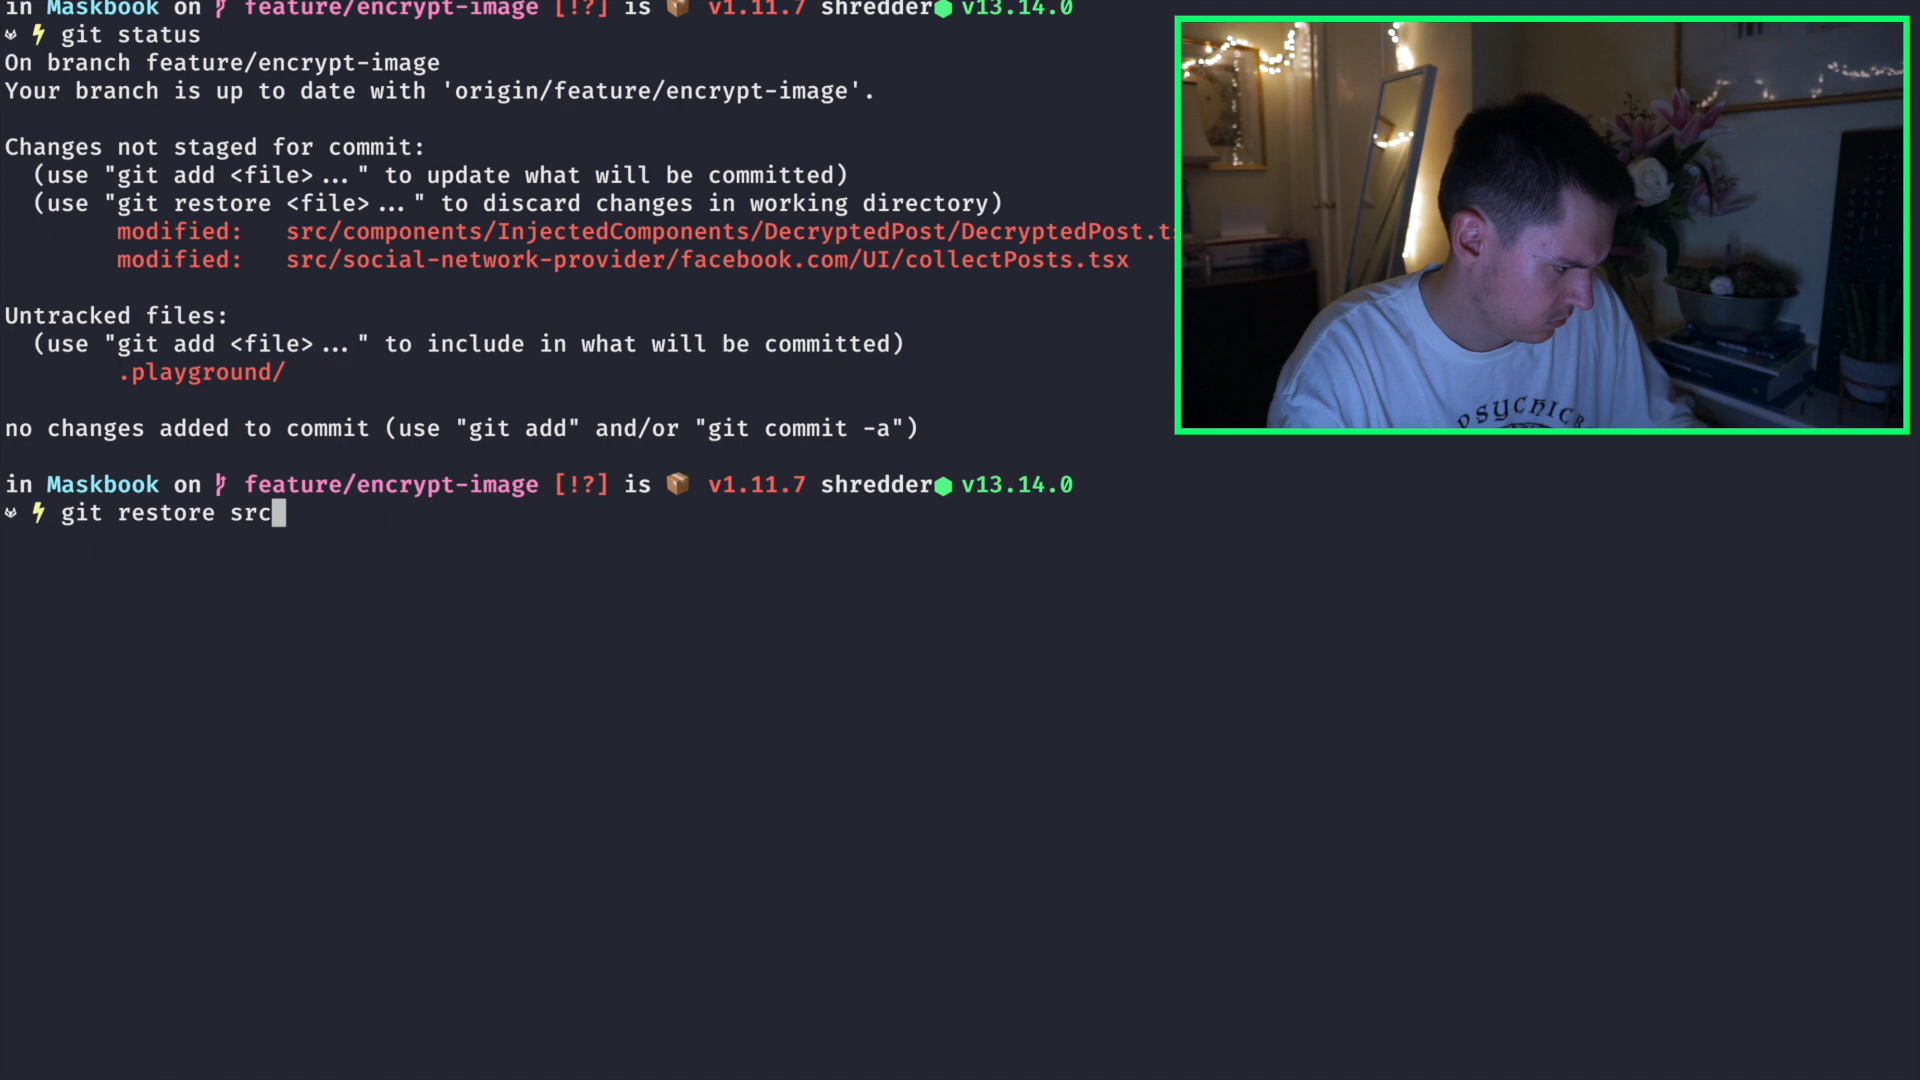 in Maskbook on feature/encrypt-image [!?] is v1.11.7 shredder v13.14.0
git status
On branch feature/encrypt-image
Your branch is up to date with 'origin/feature/encrypt-image'.
Changes not staged for commit:
(use "git add <file>..." to update what will be committed)
(use "git restore <file>..." to discard changes in working directory)
modified: src/components/InjectedComponents/DecryptedPost/DecryptedPost.ts
modified: src/social-network-provider/facebook.com/UI/collectPosts.tsx
Untracked files:
(use "git add <file>..." to include in what will be committed)
.playground/
no changes added to commit (use "git add" and/or "git commit -a")
in Maskbook on feature/encrypt-image [!?] is v1.11.7 shredder v13.14.0
git restore src
PSYCHIC